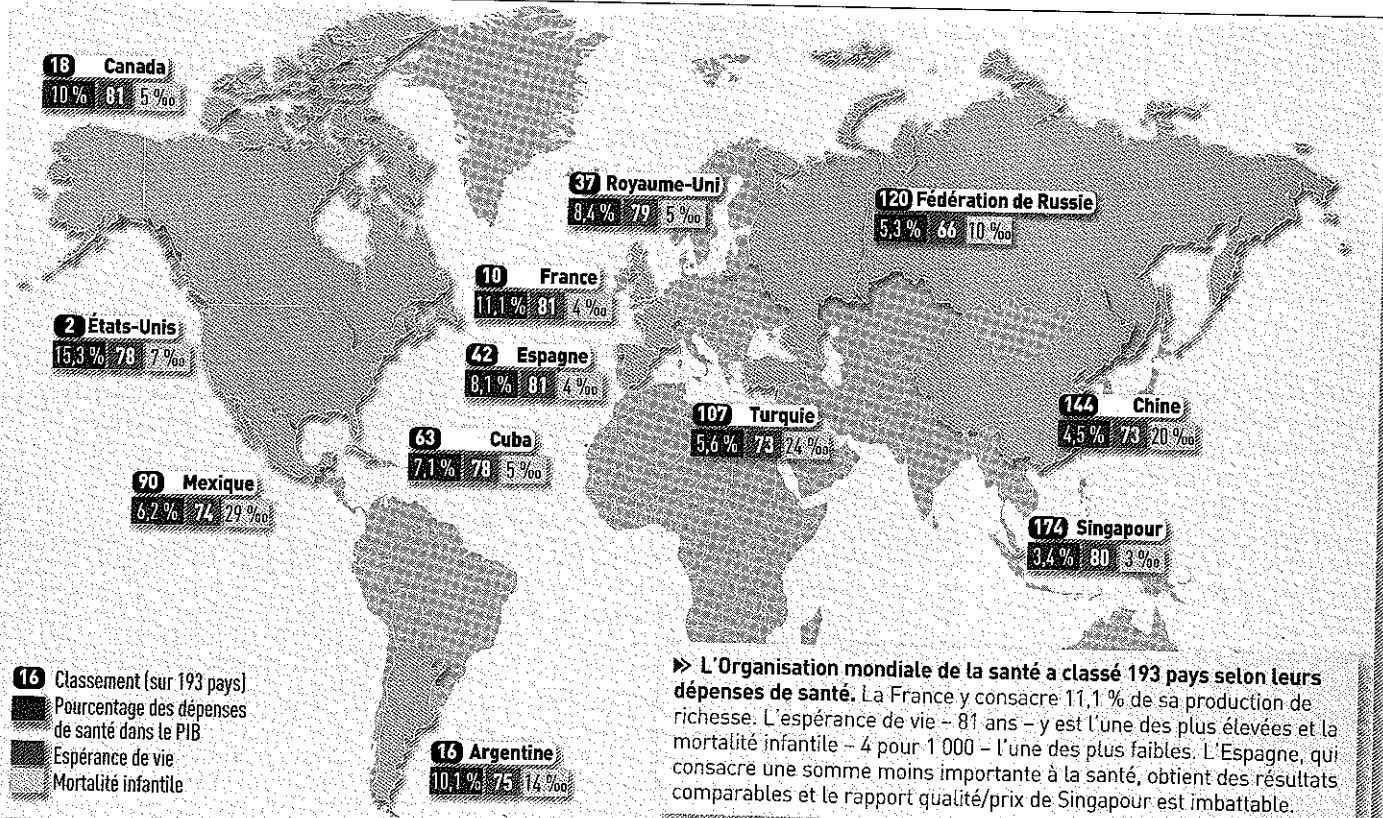 18 Canada
10 % 81 5 ‰
37 Royaume-Uni
8,4 % 79 5 ‰
120 Fédération de Russie
5,3 % 66 10 ‰
10 France
11,1 % 81 4 ‰
2 États-Unis
15,3 % 78 7 ‰
42 Espagne
8,1 % 81 4 ‰
107 Turquie
5,6 % 73 24 ‰
144 Chine
4,5 % 73 20 ‰
63 Cuba
7,1 % 78 5 ‰
90 Mexique
6,2 % 74 29 ‰
174 Singapour
3,4 % 80 3 ‰
16 Argentine
10,1 % 75 14 ‰
16 Classement (sur 193 pays)
Pourcentage des dépenses
de santé dans le PIB
Espérance de vie
Mortalité infantile
L'Organisation mondiale de la santé a classé 193 pays selon leurs
dépenses de santé. La France y consacre 11,1 % de sa production de
richesse. L'espérance de vie – 81 ans – y est l'une des plus élevées et la
mortalité infantile – 4 pour 1 000 – l'une des plus faibles. L'Espagne, qui
consacre une somme moins importante à la santé, obtient des résultats
comparables et le rapport qualité/prix de Singapour est imbattable.